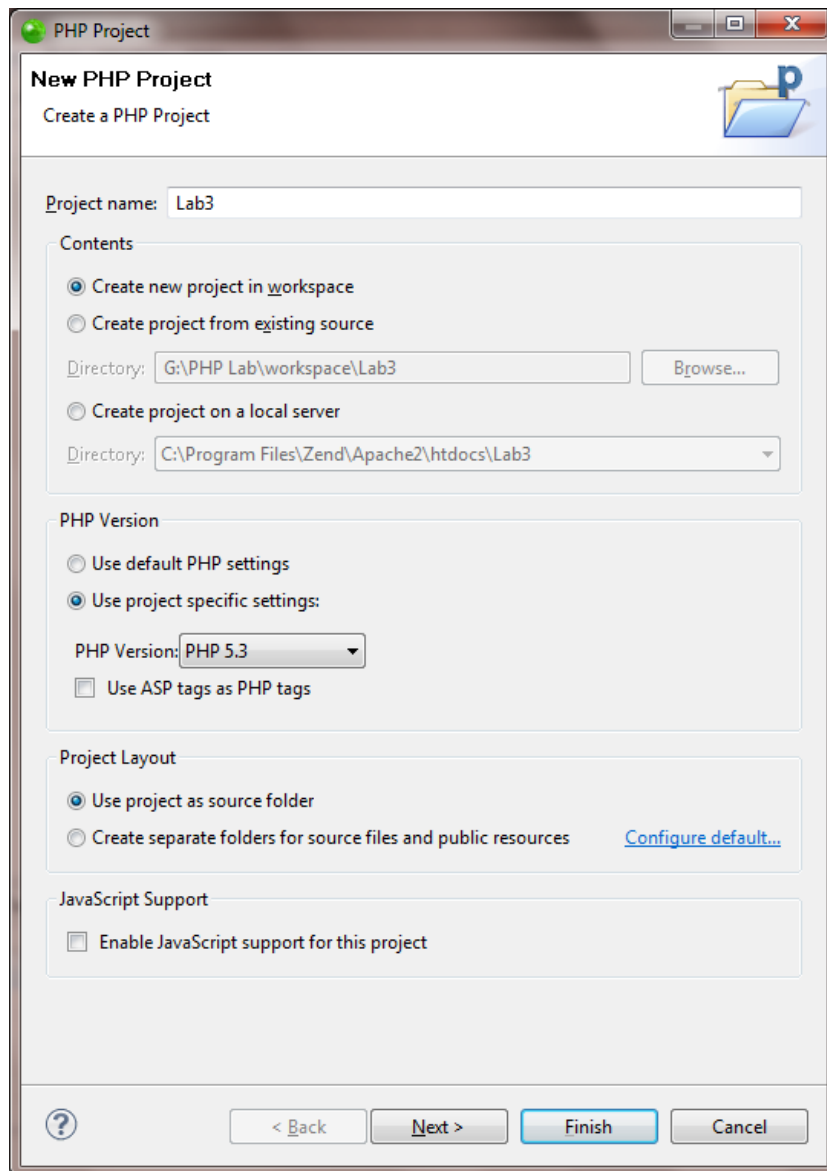 PHP Project
New PHP Project
Create a PHP Project
p
Project name: Lab3
Contents
Create new project in workspace
Create project from existing source
Directory: G:\PHP Lab\workspace\Lab3 Browse...
Create project on a local server
Directory: C:\Program Files\Zend\Apache2\htdocs\Lab3
PHP Version
Use default PHP settings
Use project specific settings:
PHP Version: PHP 5.3
Use ASP tags as PHP tags
Project Layout
Use project as source folder
Create separate folders for source files and public resources Configure default...
JavaScript Support
Enable JavaScript support for this project
? < Back Next > Finish Cancel